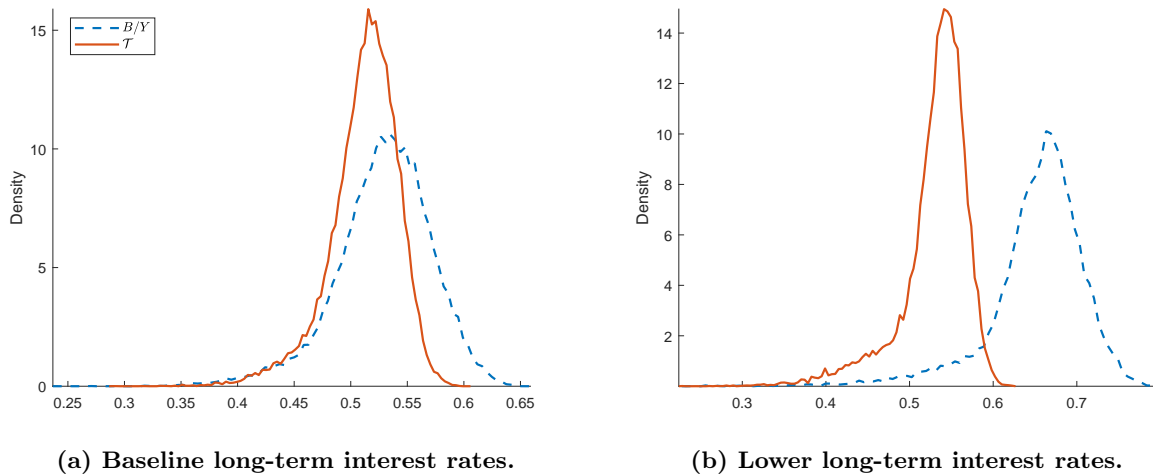 15
10
5
0
Density
B/Y
𝒯
0.25 0.3 0.35 0.4 0.45 0.5 0.55 0.6 0.65
(a) Baseline long-term interest rates.
14
12
10
8
6
4
2
Density
0.3 0.4 0.5 0.6 0.7
(b) Lower long-term interest rates.